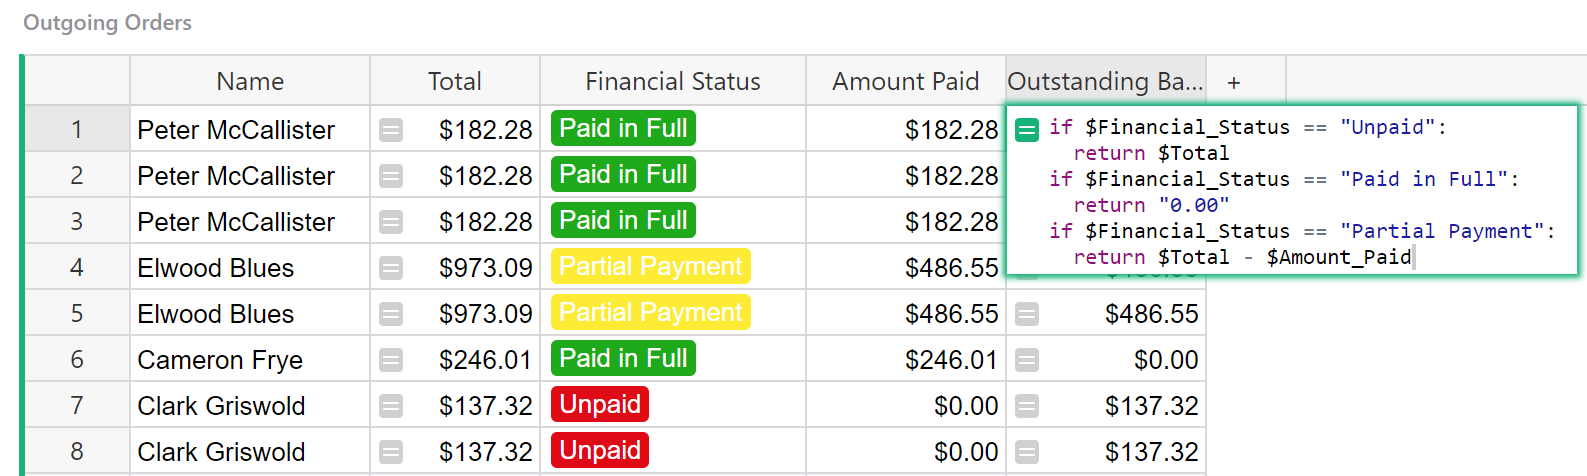 Outgoing Orders
Name Total Financial Status Amount Paid Outstanding Ba... +
1 Peter McCallister = $182.28 Paid in Full $182.28 = if $Financial_Status == "Unpaid":
return $Total
2 Peter McCallister = $182.28 Paid in Full $182.28 if $Financial_Status == "Paid in Full":
return "0.00"
3 Peter McCallister = $182.28 Paid in Full $182.28 if $Financial_Status == "Partial Payment":
4 Elwood Blues = $973.09 Partial Payment $486.55 return $Total - $Amount_Paid
5 Elwood Blues = $973.09 Partial Payment $486.55 = $486.55
6 Cameron Frye = $246.01 Paid in Full $246.01 = $0.00
7 Clark Griswold = $137.32 Unpaid $0.00 = $137.32
8 Clark Griswold = $137.32 Unpaid $0.00 = $137.32